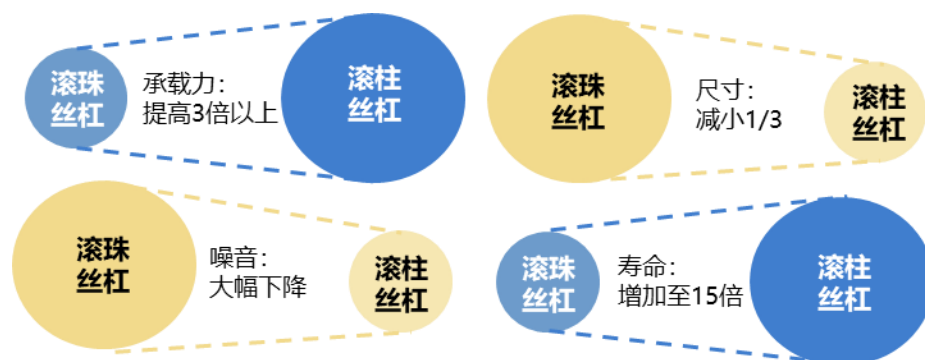 滚珠
丝杠
承载力：
提高3倍以上
滚柱
丝杠
滚珠
丝杠
尺寸：
减小1/3
滚柱
丝杠
滚珠
丝杠
噪音：
大幅下降
滚柱
丝杠
滚珠
丝杠
寿命：
增加至15倍
滚柱
丝杠